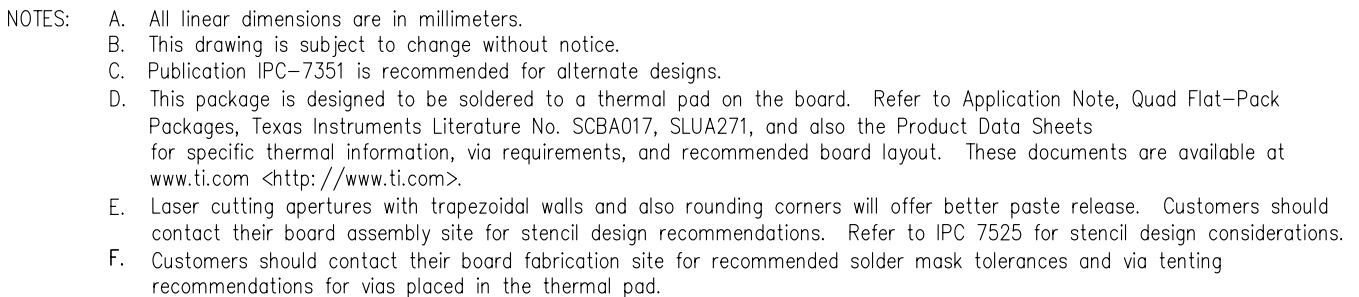 NOTES: A. All linear dimensions are in millimeters.
B. This drawing is subject to change without notice.
C. Publication IPC-7351 is recommended for alternate designs.
D. This package is designed to be soldered to a thermal pad on the board. Refer to Application Note, Quad Flat-Pack
Packages, Texas Instruments Literature No. SCBA017, SLUA271, and also the Product Data Sheets
for specific thermal information, via requirements, and recommended board layout. These documents are available at
www.ti.com <http: //www.ti.com>.
E. Laser cutting apertures with trapezoidal walls and also rounding corners will offer better paste release. Customers should
contact their board assembly site for stencil design recommendations. Refer to IPC 7525 for stencil design considerations.
F. Customers should contact their board fabrication site for recommended solder mask tolerances and via tenting
recommendations for vias placed in the thermal pad.